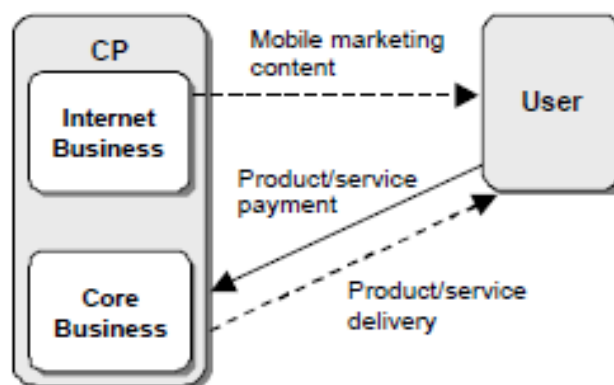 CP
Internet
Business
Mobile marketing
content
User
Product/service
payment
Core
Business
Product/service
delivery